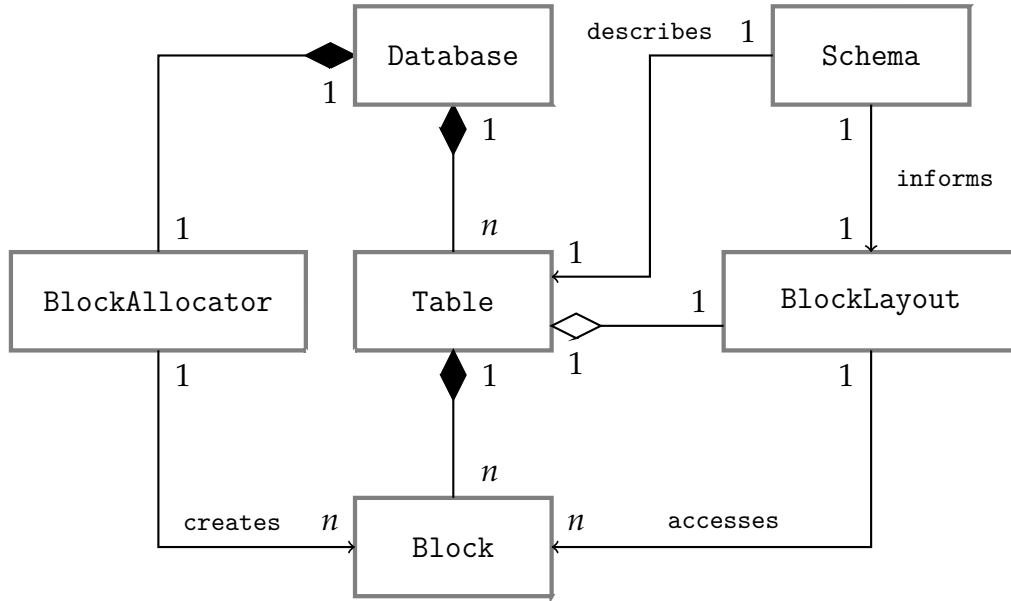 Database
Schema
describes
1
1
1
1
informs
1
n
1
1
BlockAllocator
Table
BlockLayout
1
1
1
1
1
n
creates
n
n
accesses
Block